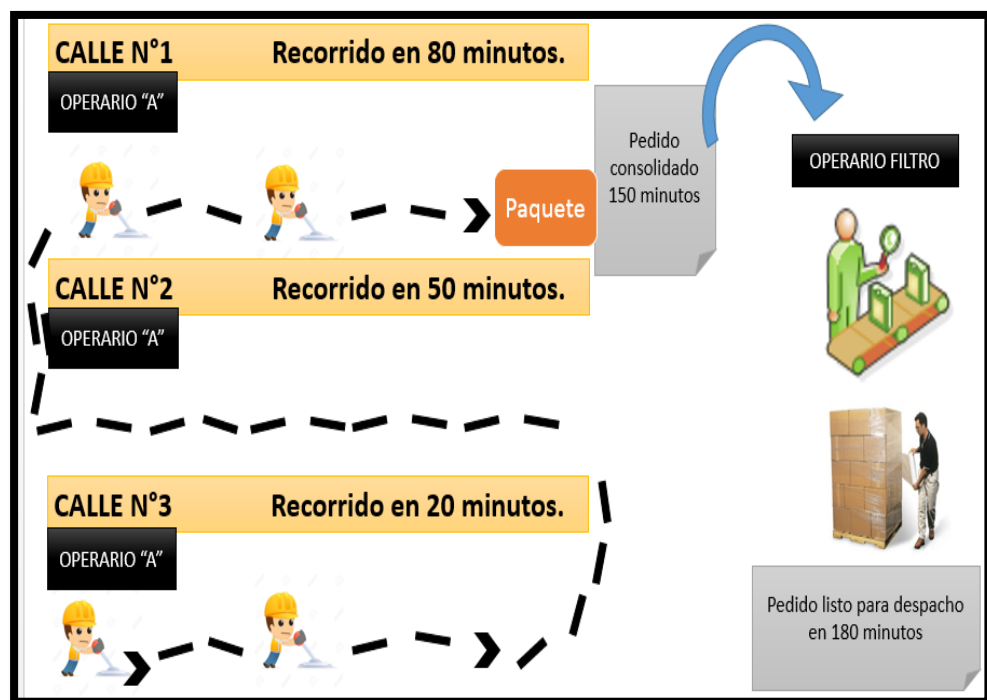 CALLE N°1 Recorrido en 80 minutos.
OPERARIO “A”
Paquete
Pedido
consolidado
150 minutos
OPERARIO FILTRO
CALLE N°2 Recorrido en 50 minutos.
OPERARIO “A”
CALLE N°3 Recorrido en 20 minutos.
OPERARIO “A”
Pedido listo para despacho
en 180 minutos